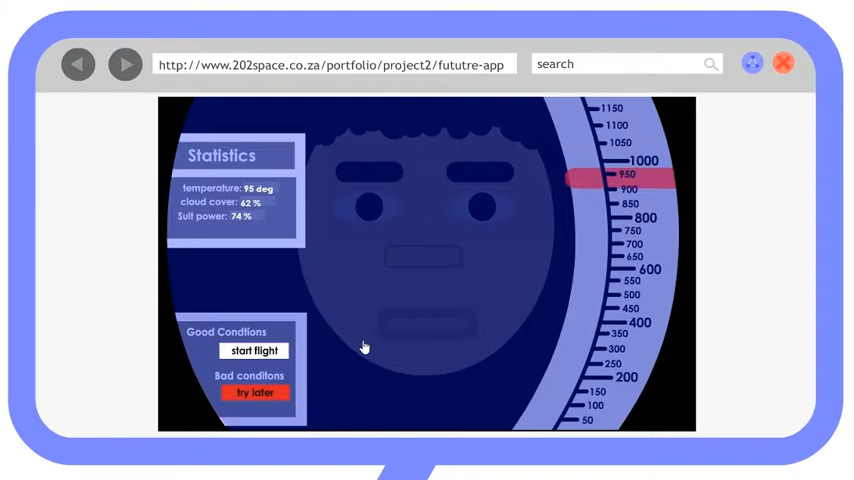 http://www.202space.co.za/portfolio/project2/fututre-app
search
Statistics
temperature: 95 deg
cloud cover: 62 %
Suit power: 74 %
Good Condtions
start flight
Bad conditons
try later
1150
1100
1050
1000
950
900
850
800
750
700
650
600
550
500
450
400
350
300
250
200
150
100
50